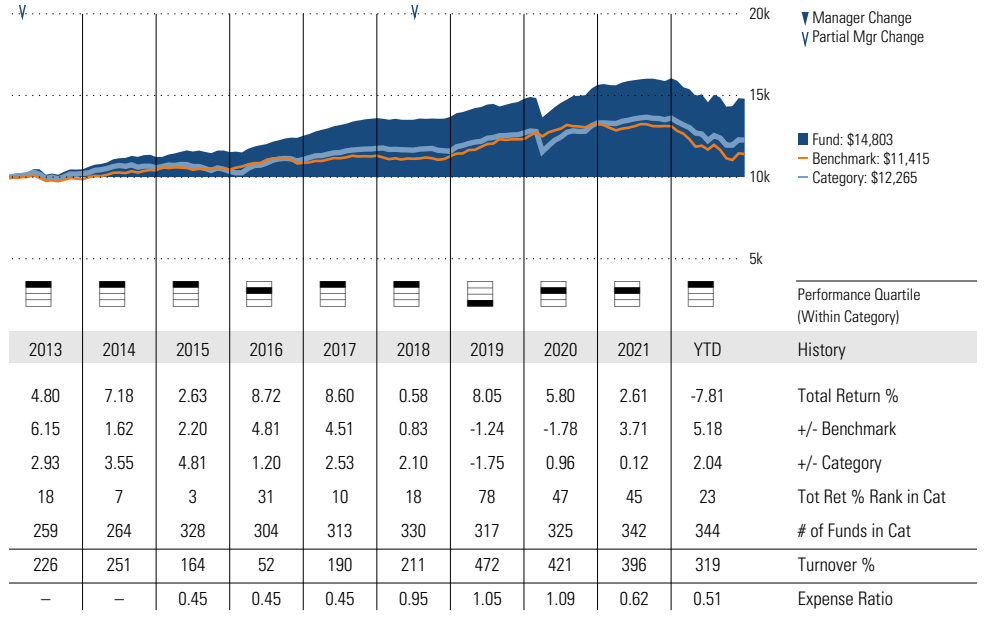 20k
Manager Change
Partial Mgr Change
15k
Fund: $14,803
Benchmark: $11,415
Category: $12,265
10k
5k
Performance Quartile
(Within Category)
2013 2014 2015 2016 2017 2018 2019 2020 2021 YTD History
4.80 7.18 2.63 8.72 8.60 0.58 8.05 5.80 2.61 -7.81 Total Return %
6.15 1.62 2.20 4.81 4.51 0.83 -1.24 -1.78 3.71 5.18 +/- Benchmark
2.93 3.55 4.81 1.20 2.53 2.10 -1.75 0.96 0.12 2.04 +/- Category
18 7 3 31 10 18 78 47 45 23 Tot Ret % Rank in Cat
259 264 328 304 313 330 317 325 342 344 # of Funds in Cat
226 251 164 52 190 211 472 421 396 319 Turnover %
– – 0.45 0.45 0.45 0.95 1.05 1.09 0.62 0.51 Expense Ratio